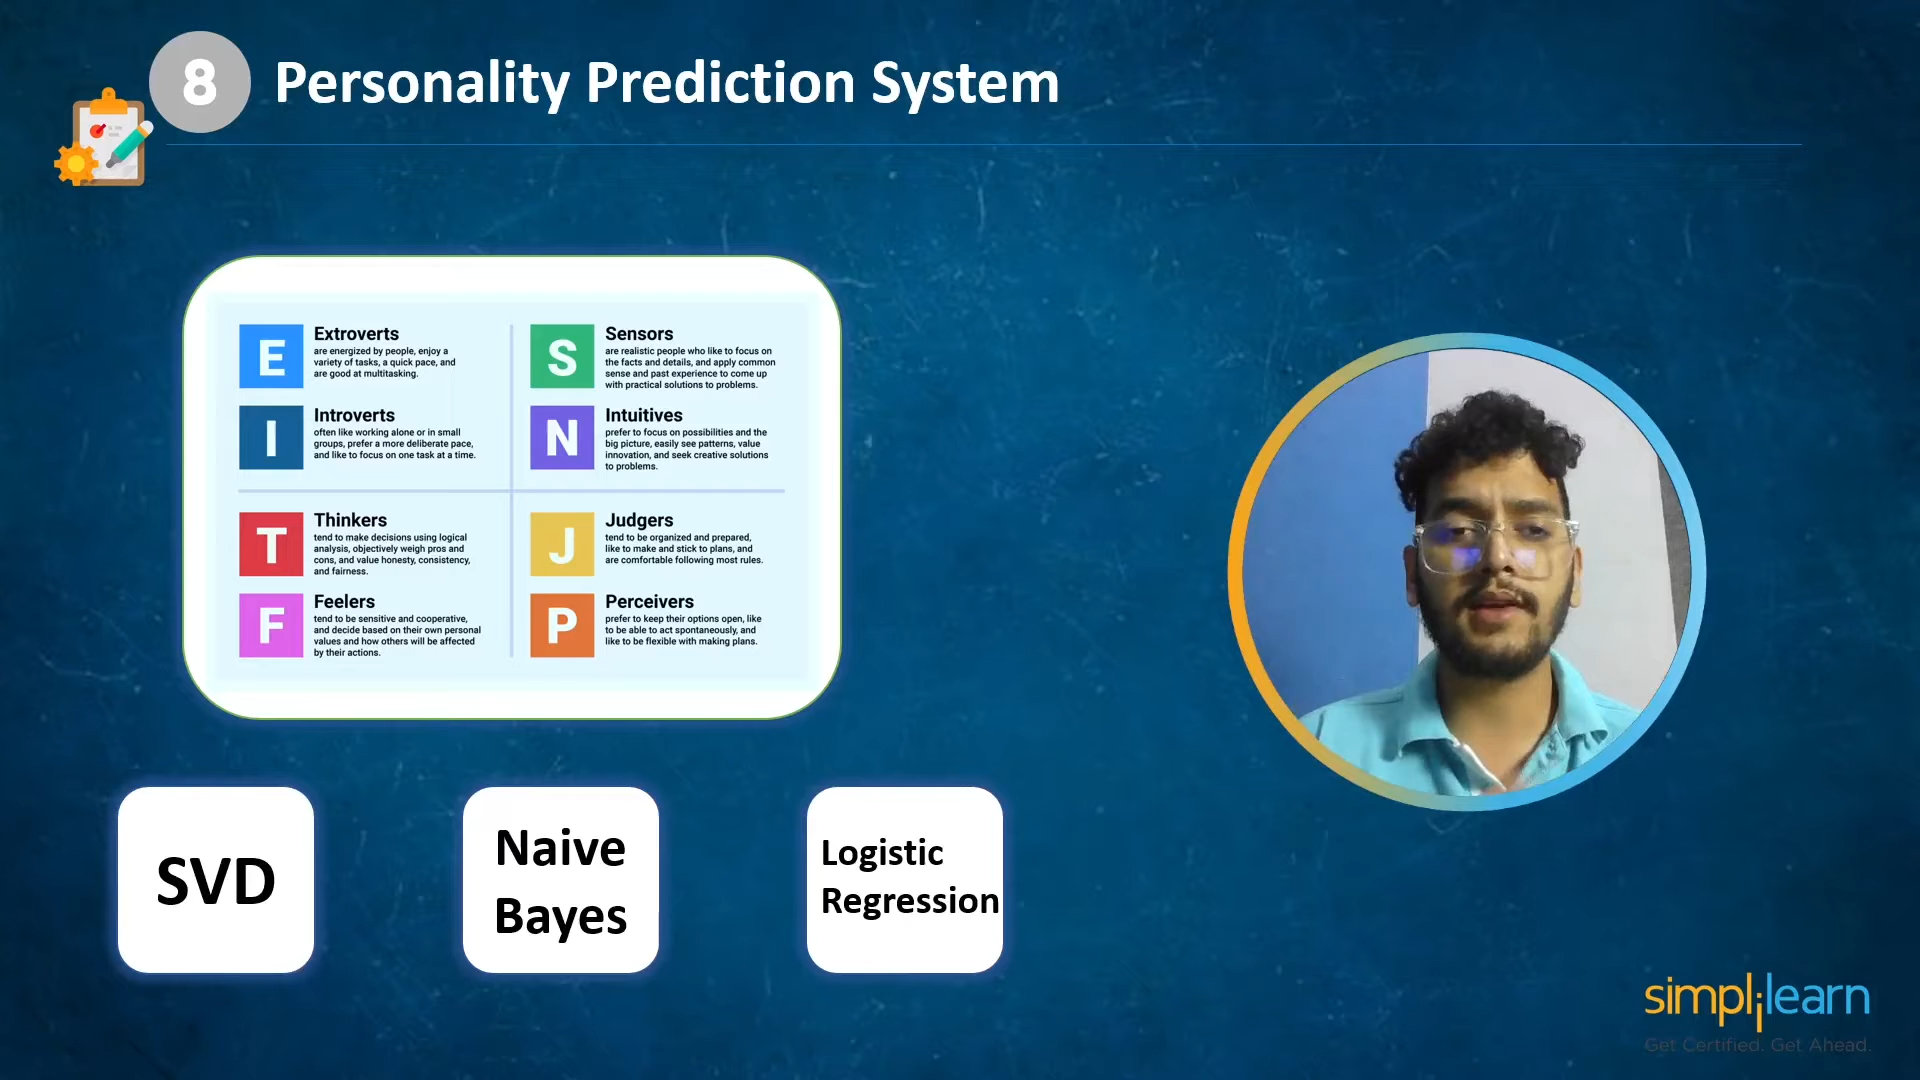 8
Personality Prediction System
E
Extroverts
are energized by people, enjoy a
variety of tasks, a quick pace, and
are good at multitasking.
I
Introverts
often like working alone or in small
groups, prefer a more deliberate pace,
and like to focus on one task at a time.
S
Sensors
are realistic people who like to focus on
the facts and details, and apply common
sense and past experience to come up
with practical solutions to problems.
N
Intuitives
prefer to focus on possibilities and the
big picture, easily see patterns, value
innovation, and seek creative solutions
to problems.
T
Thinkers
tend to make decisions using logical
analysis, objectively weigh pros and
cons, and value honesty, consistency,
and fairness.
F
Feelers
tend to be sensitive and cooperative,
and decide based on their own personal
values and how others will be affected
by their actions.
J
Judgers
tend to be organized and prepared,
like to make and stick to plans, and
are comfortable following most rules.
P
Perceivers
prefer to keep their options open, like
to be able to act spontaneously, and
like to be flexible with making plans.
SVD
Naive
Bayes
Logistic
Regression
simplilearn
Get Certified. Get Ahead.